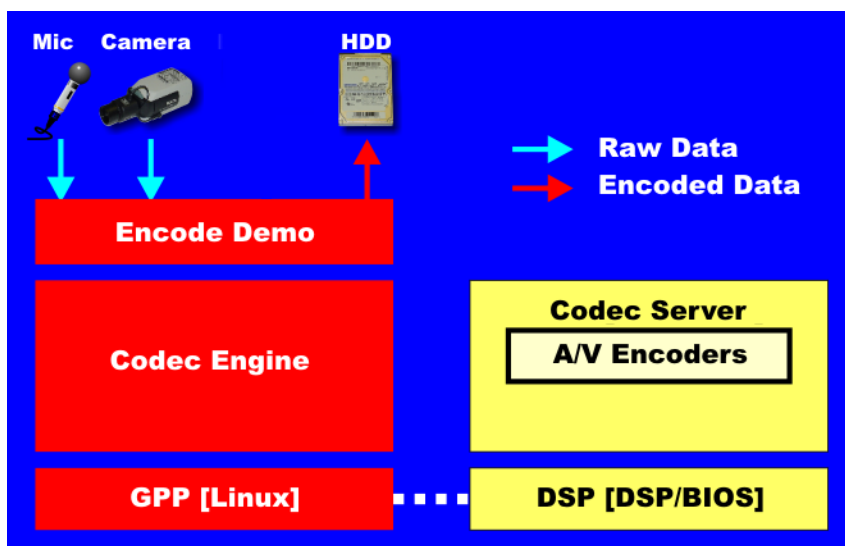 Mic
Camera
HDD
Raw Data
Encoded Data
Encode Demo
Codec Server
A/V Encoders
Codec Engine
GPP [Linux]
DSP [DSP/BIOS]